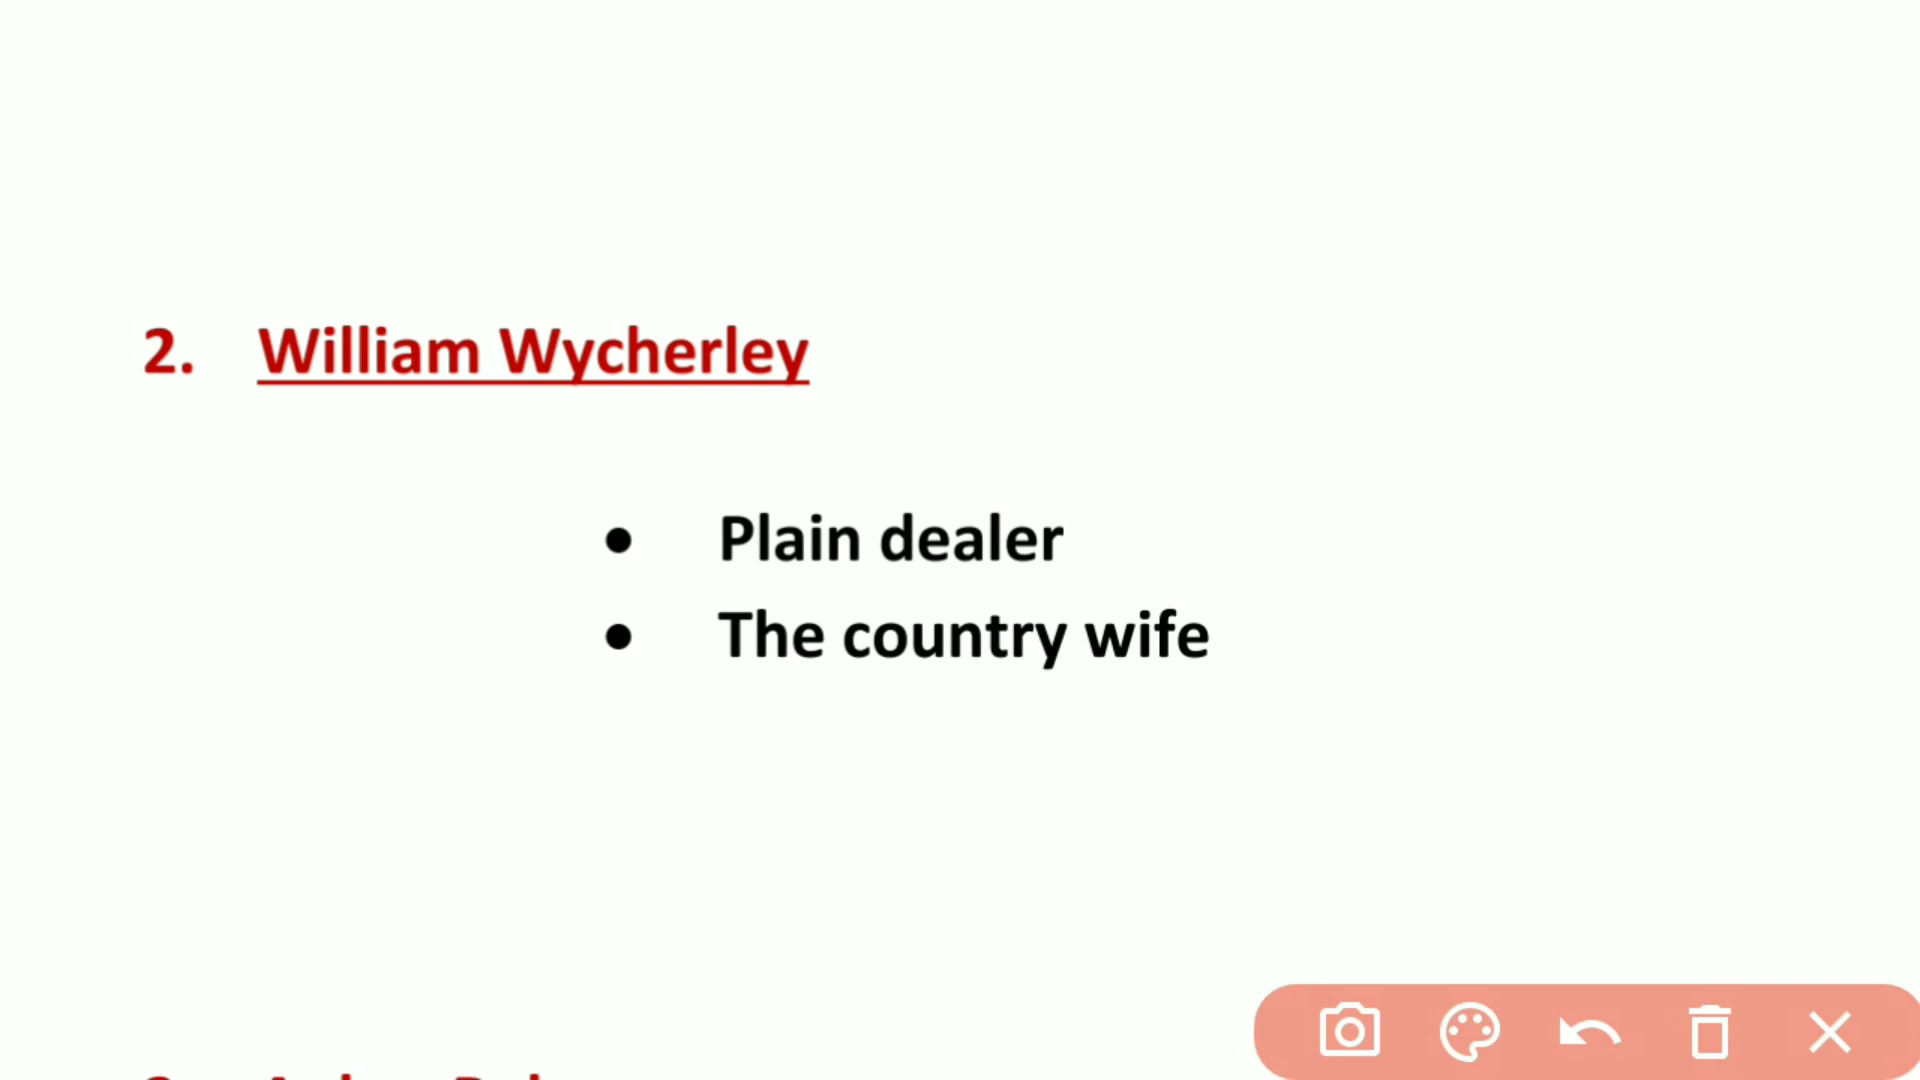 2. William Wycherley
• Plain dealer
• The country wife